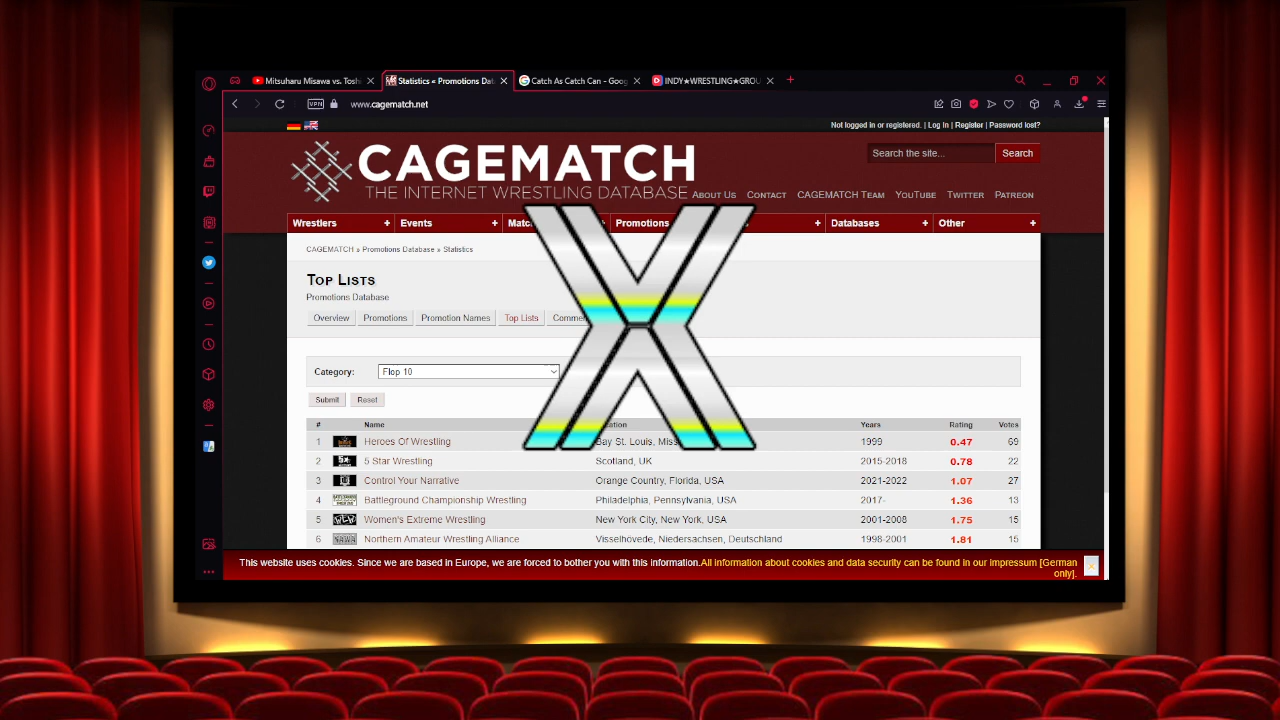 Mitsuharu Misawa vs. Tosh
Statistics « Promotions Dat
Catch As Catch Can - Goog
INDY★WRESTLING★GROU
VPN
www.cagematch.net
Not logged in or registered. | Log In | Register | Password lost?
CAGEMATCH
THE INTERNET WRESTLING DATABASE
Search the site...
Search
About Us Contact CAGEMATCH Team YouTube Twitter Patreon
Wrestlers + Events + Matc + Promotions + Databases + Other +
CAGEMATCH » Promotions Database » Statistics
Top Lists
Promotions Database
Overview Promotions Promotion Names Top Lists Commen
Category: Flop 10
Submit Reset
# Name ation Years Rating Votes
1 Heroes Of Wrestling Bay St. Louis, Miss 1999 0.47 69
2 5 Star Wrestling Scotland, UK 2015-2018 0.78 22
3 Control Your Narrative Orange Country, Florida, USA 2021-2022 1.07 27
4 Battleground Championship Wrestling Philadelphia, Pennsylvania, USA 2017- 1.36 13
5 Women's Extreme Wrestling New York City, New York, USA 2001-2008 1.75 15
6 Northern Amateur Wrestling Alliance Visselhövede, Niedersachsen, Deutschland 1998-2001 1.81 15
This website uses cookies. Since we are based in Europe, we are forced to bother you with this information.All information about cookies and data security can be found in our impressum [German
only].
X